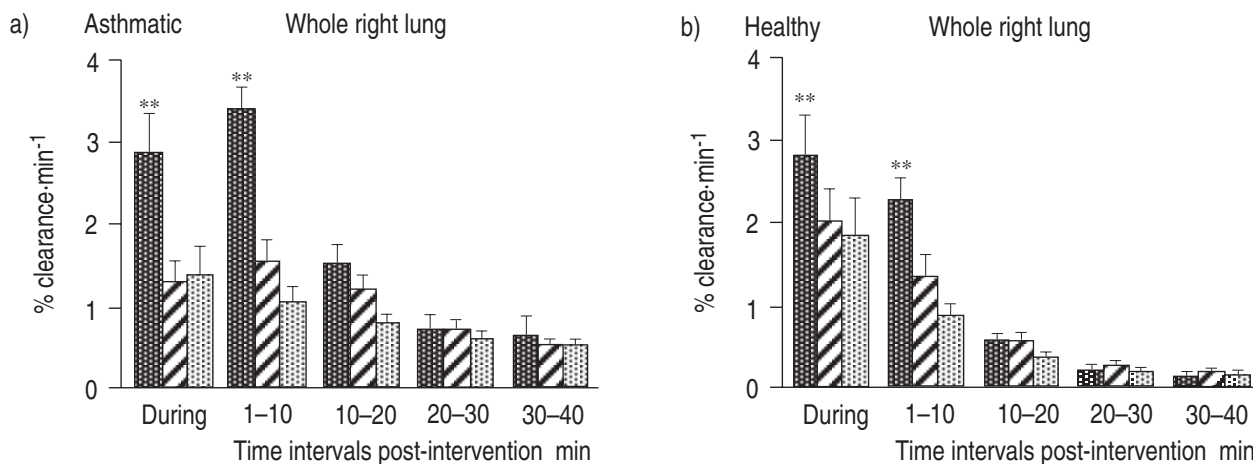 a) Asthmatic Whole right lung
4
3
2
1
0
% clearance·min-1
**
**
During 1–10 10–20 20–30 30–40
Time intervals post-intervention min
b) Healthy Whole right lung
4
3
2
1
0
% clearance·min-1
**
**
During 1–10 10–20 20–30 30–40
Time intervals post-intervention min